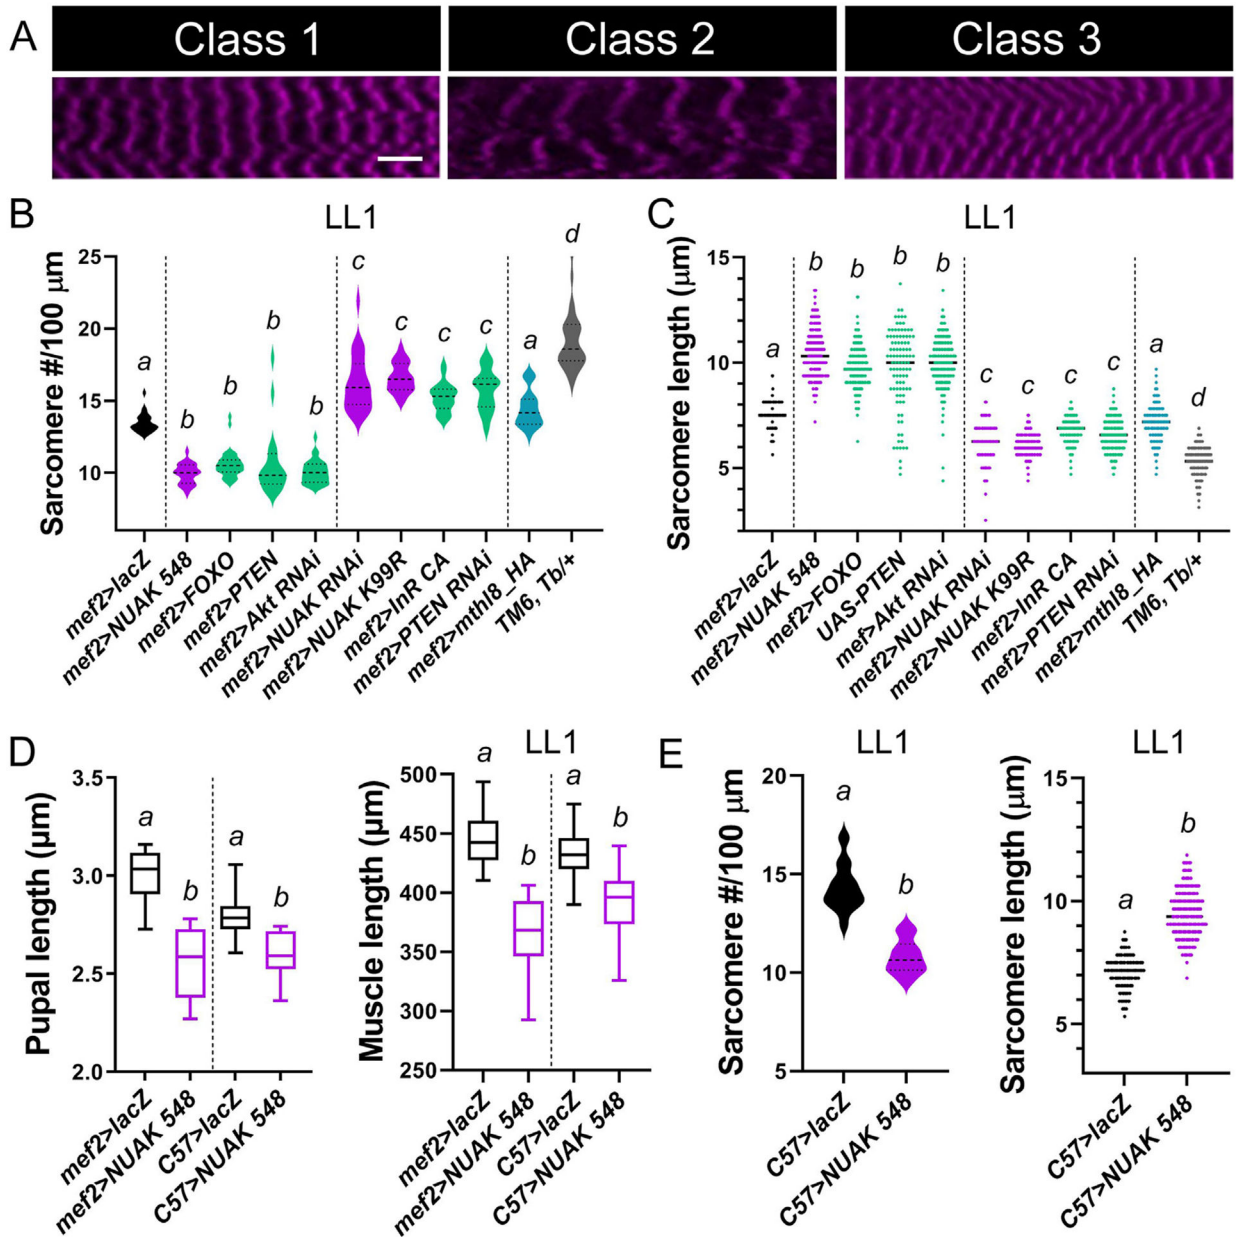 A
Class 1
Class 2
Class 3
B
LL1
Sarcomere #/100 µm
25
20
15
10
a
b
b
b
b
c
c
c
c
a
d
mef2>lacZ
mef2>NUAK 548
mef2>FOXO
mef2>PTEN
mef2>Akt RNAi
mef2>NUAK RNAi
mef2>NUAK K99R
mef2>InR CA
mef2>PTEN RNAi
mef2>mthl8_HA
TM6, Tb/+
C
LL1
Sarcomere length (µm)
15
10
5
a
b
b
b
b
c
c
c
c
a
d
mef2>lacZ
mef2>NUAK 548
mef2>FOXO
UAS-PTEN
mef>Akt RNAi
mef2>NUAK RNAi
mef2>NUAK K99R
mef2>InR CA
mef2>PTEN RNAi
mef2>mthl8_HA
TM6, Tb/+
D
Pupal length (µm)
3.5
3.0
2.5
2.0
a
b
a
b
mef2>lacZ
mef2>NUAK 548
C57>lacZ
C57>NUAK 548
LL1
Muscle length (µm)
500
450
400
350
300
250
a
b
a
b
mef2>lacZ
mef2>NUAK 548
C57>lacZ
C57>NUAK 548
E
LL1
Sarcomere #/100 µm
20
15
10
5
a
b
C57>lacZ
C57>NUAK 548
LL1
Sarcomere length (µm)
15
10
5
a
b
C57>lacZ
C57>NUAK 548